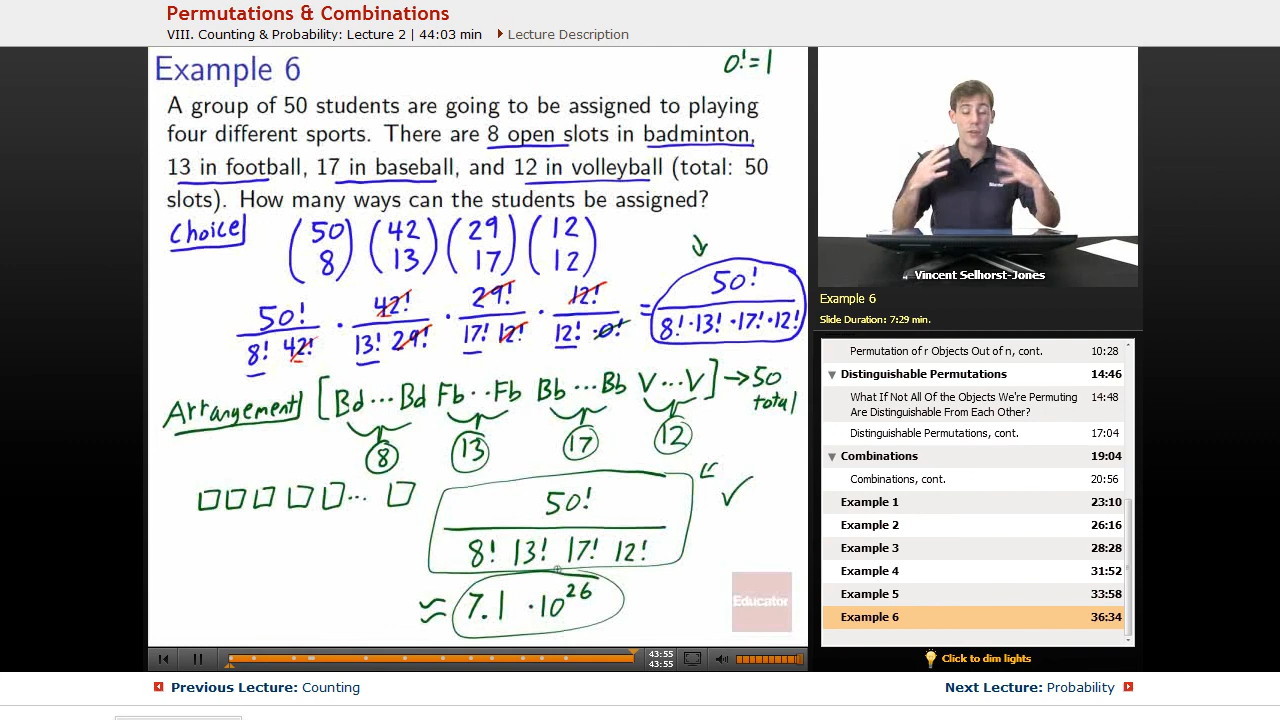 Permutations & Combinations
VIII. Counting & Probability: Lecture 2 | 44:03 min Lecture Description
Example 6
0! = 1
A group of 50 students are going to be assigned to playing
four different sports. There are 8 open slots in badminton,
13 in football, 17 in baseball, and 12 in volleyball (total: 50
slots). How many ways can the students be assigned?
Choice (50 8) (42 13) (29 17) (12 12)
50! / 8! 42! · 42! / 13! 29! · 29! / 17! 12! · 12! / 12! · 0! = 50! / 8! · 13! · 17! · 12!
Arrangement [Bd ... Bd Fb .. Fb Bb ... Bb V ... V] → 50 total
8 13 17 12
...
50!
8! 13! 17! 12!
≈ 7.1 · 10^26
Educator
Vincent Selhorst-Jones
Example 6
Slide Duration: 7:29 min.
Permutation of r Objects Out of n, cont. 10:28
Distinguishable Permutations 14:46
What If Not All of the Objects We're Permuting 14:48
Are Distinguishable From Each Other?
Distinguishable Permutations, cont. 17:04
Combinations 19:04
Combinations, cont. 20:56
Example 1 23:10
Example 2 26:16
Example 3 28:28
Example 4 31:52
Example 5 33:58
Example 6 36:34
43:55
43:55
Click to dim lights
Previous Lecture: Counting
Next Lecture: Probability